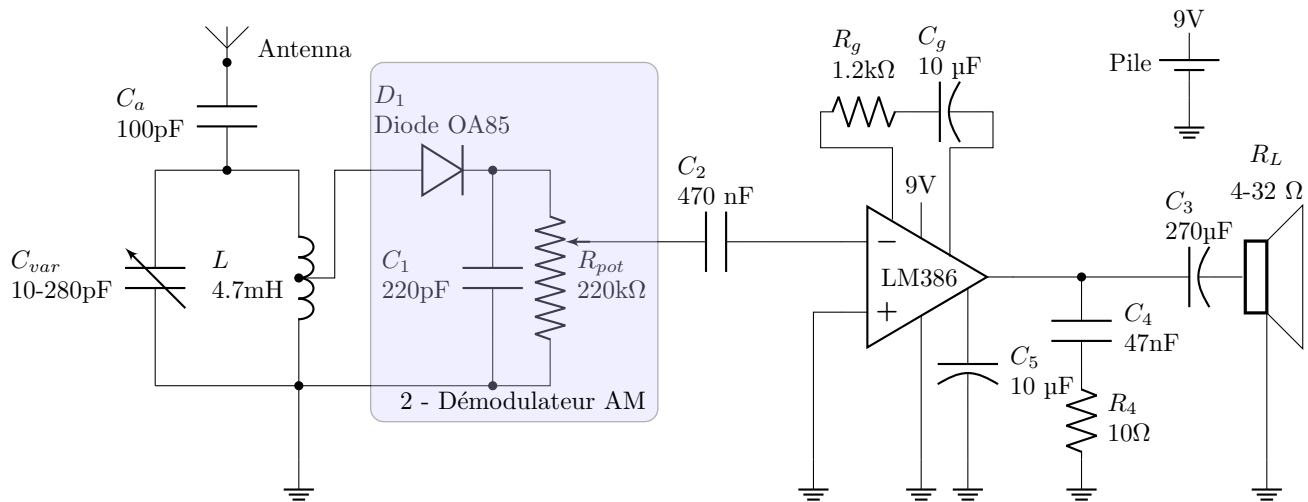 Antenna
C_a
100pF
C_var
10-280pF
L
4.7mH
D_1
Diode OA85
C_1
220pF
R_pot
220kΩ
2 - Démodulateur AM
C_2
470 nF
R_g
1.2kΩ
C_g
10 µF
9V
LM386
−
+
C_5
10 µF
C_4
47nF
R_4
10Ω
C_3
270µF
R_L
4-32 Ω
9V
Pile